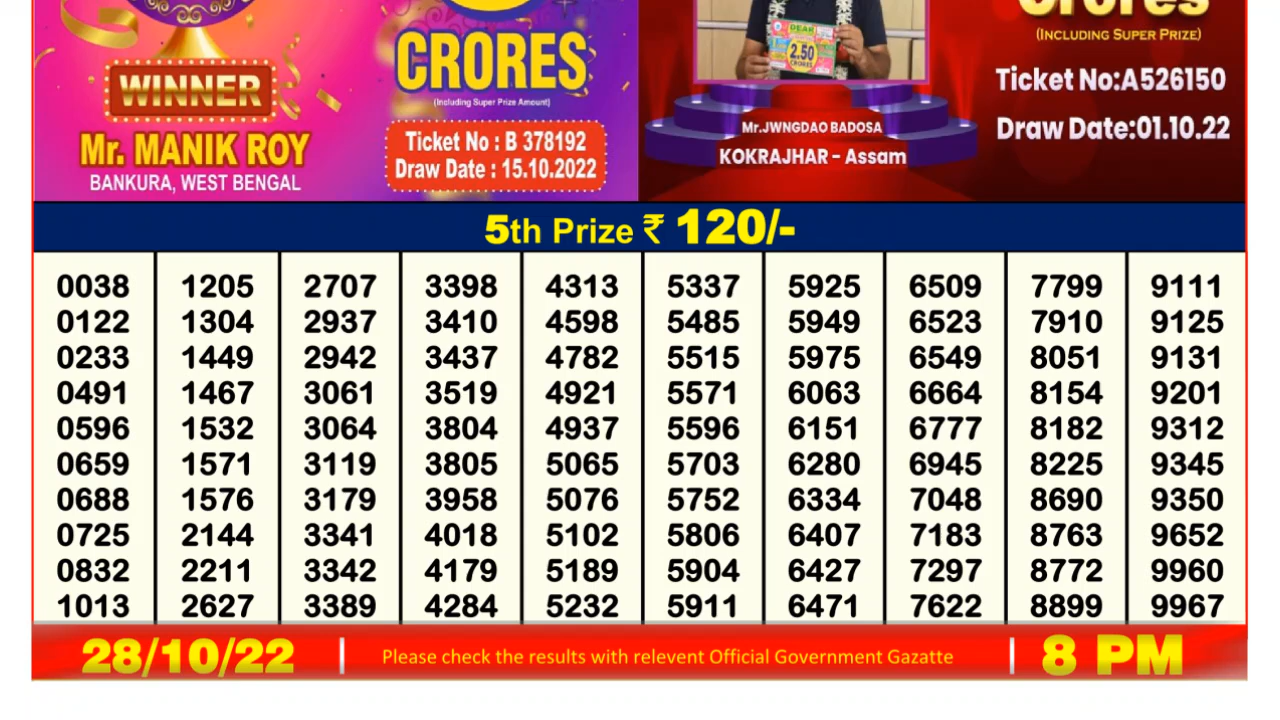 WINNER
Mr. MANIK ROY
BANKURA, WEST BENGAL
CRORES
(Including Super Prize Amount)
Ticket No : B 378192
Draw Date : 15.10.2022
DEAR
2.50
CRORES
Mr.JWNGDAO BADOSA
KOKRAJHAR - Assam
Crores
(INCLUDING SUPER PRIZE)
Ticket No:A526150
Draw Date:01.10.22
5th Prize ₹ 120/-
0038 1205 2707 3398 4313 5337 5925 6509 7799 9111
0122 1304 2937 3410 4598 5485 5949 6523 7910 9125
0233 1449 2942 3437 4782 5515 5975 6549 8051 9131
0491 1467 3061 3519 4921 5571 6063 6664 8154 9201
0596 1532 3064 3804 4937 5596 6151 6777 8182 9312
0659 1571 3119 3805 5065 5703 6280 6945 8225 9345
0688 1576 3179 3958 5076 5752 6334 7048 8690 9350
0725 2144 3341 4018 5102 5806 6407 7183 8763 9652
0832 2211 3342 4179 5189 5904 6427 7297 8772 9960
1013 2627 3389 4284 5232 5911 6471 7622 8899 9967
28/10/22 Please check the results with relevent Official Government Gazatte 8 PM